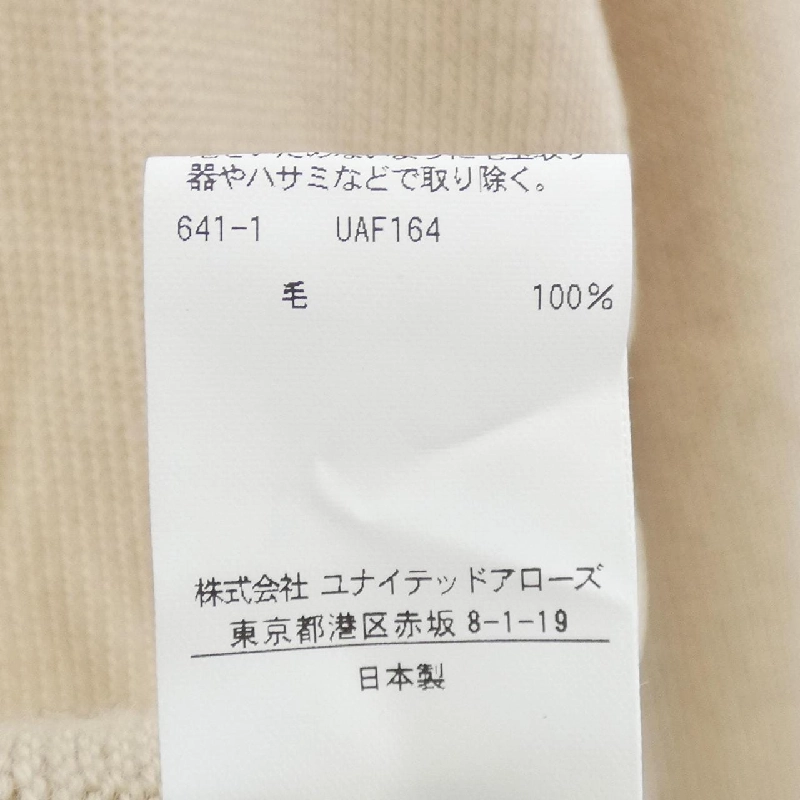 器やハサミなどで取り除く。
641-1 UAF164
毛 100%
株式会社 ユナイテッドアローズ
東京都港区赤坂 8-1-19
日本製